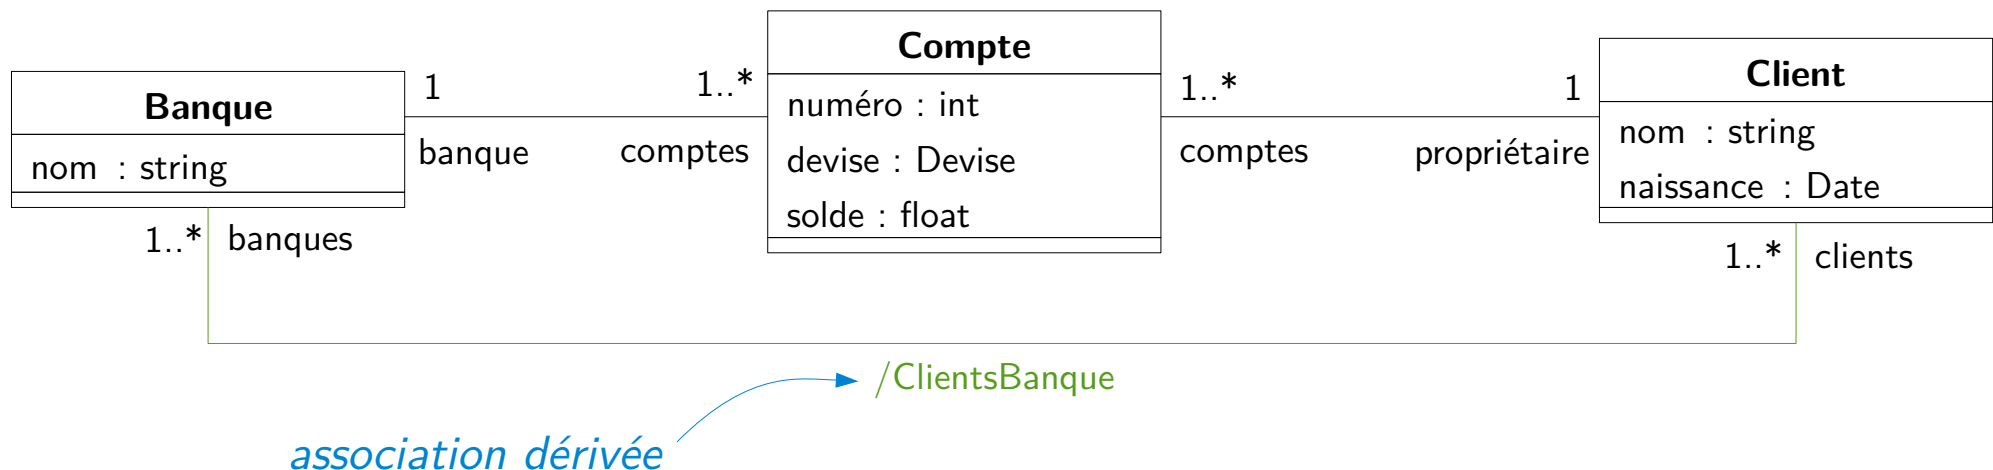 Banque
nom : string
1
banque
1..*
comptes
Compte
numéro : int
devise : Devise
solde : float
1..*
comptes
1
propriétaire
Client
nom : string
naissance : Date
1..* banques
1..* clients
/ClientsBanque
association dérivée